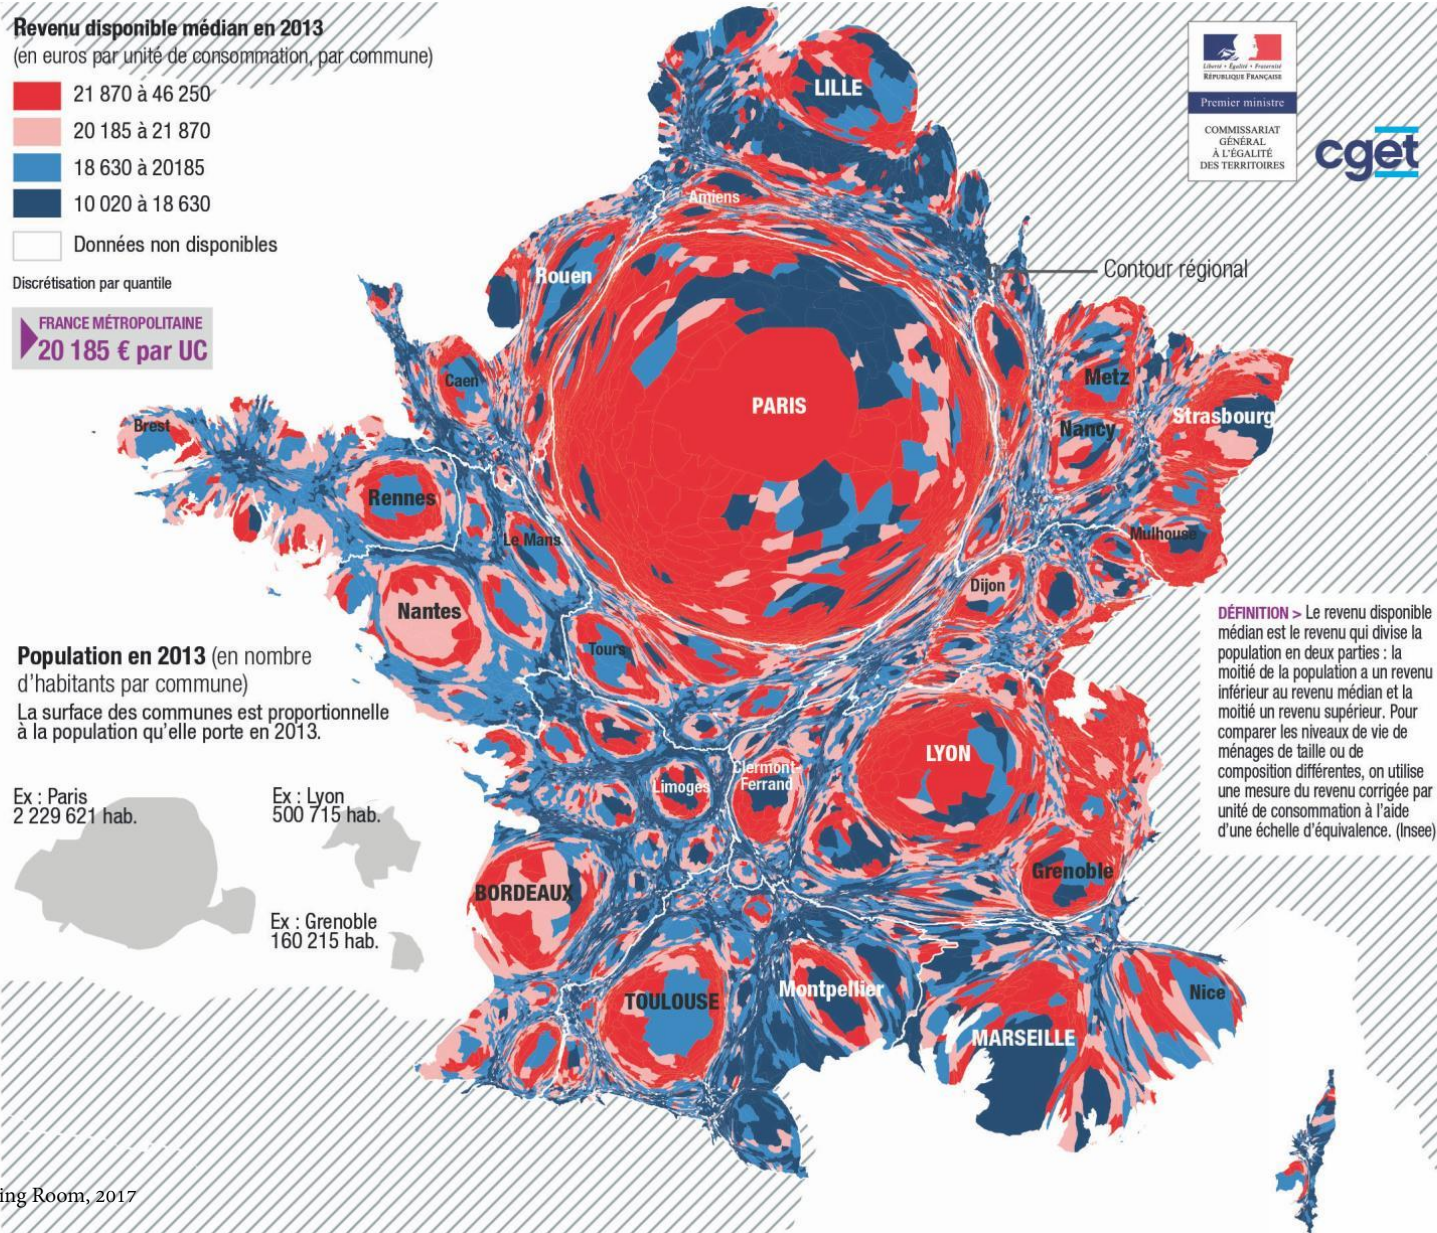 Revenu disponible médian en 2013
(en euros par unité de consommation, par commune)
21 870 à 46 250
20 185 à 21 870
18 630 à 20185
10 020 à 18 630
Données non disponibles
Discrétisation par quantile
FRANCE MÉTROPOLITAINE
20 185 € par UC
Liberté • Égalité • Fraternité
RÉPUBLIQUE FRANÇAISE
Premier ministre
COMMISSARIAT
GÉNÉRAL
À L'ÉGALITÉ
DES TERRITOIRES
cget
LILLE
Amiens
Rouen
Contour régional
Caen
PARIS
Metz
Strasbourg
Nancy
Brest
Rennes
Le Mans
Mulhouse
Dijon
Nantes
Tours
LYON
Clermont-
Ferrand
Limoges
Grenoble
BORDEAUX
TOULOUSE
Montpellier
Nice
MARSEILLE
Population en 2013 (en nombre
d'habitants par commune)
La surface des communes est proportionnelle
à la population qu'elle porte en 2013.
Ex : Paris
2 229 621 hab.
Ex : Lyon
500 715 hab.
Ex : Grenoble
160 215 hab.
DÉFINITION > Le revenu disponible
médian est le revenu qui divise la
population en deux parties : la
moitié de la population a un revenu
inférieur au revenu médian et la
moitié un revenu supérieur. Pour
comparer les niveaux de vie de
ménages de taille ou de
composition différentes, on utilise
une mesure du revenu corrigée par
unité de consommation à l'aide
d'une échelle d'équivalence. (Insee)
ing Room, 2017